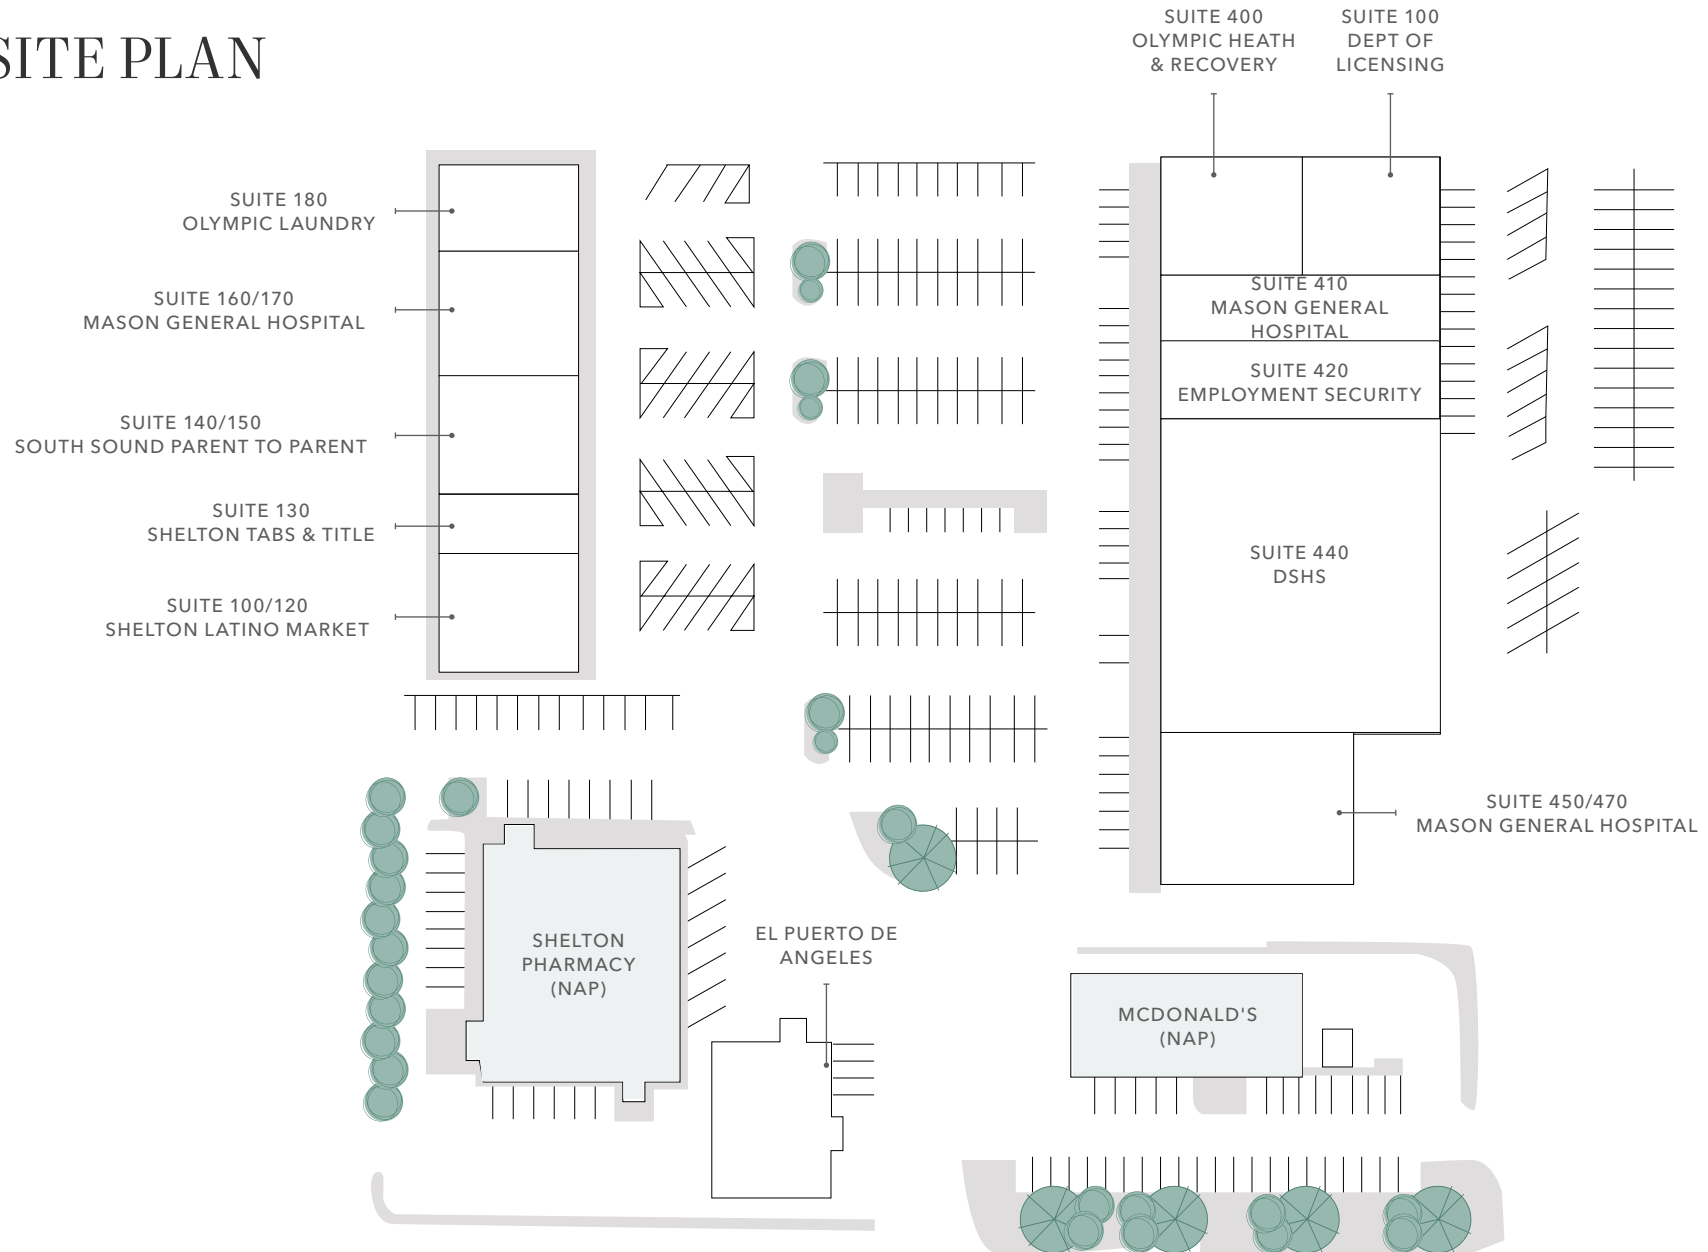 SITE PLAN
SUITE 400
OLYMPIC HEATH
& RECOVERY
SUITE 100
DEPT OF
LICENSING
SUITE 180
OLYMPIC LAUNDRY
SUITE 160/170
MASON GENERAL HOSPITAL
SUITE 140/150
SOUTH SOUND PARENT TO PARENT
SUITE 130
SHELTON TABS & TITLE
SUITE 100/120
SHELTON LATINO MARKET
SUITE 410
MASON GENERAL
HOSPITAL
SUITE 420
EMPLOYMENT SECURITY
SUITE 440
DSHS
SUITE 450/470
MASON GENERAL HOSPITAL
SHELTON
PHARMACY
(NAP)
EL PUERTO DE
ANGELES
MCDONALD'S
(NAP)